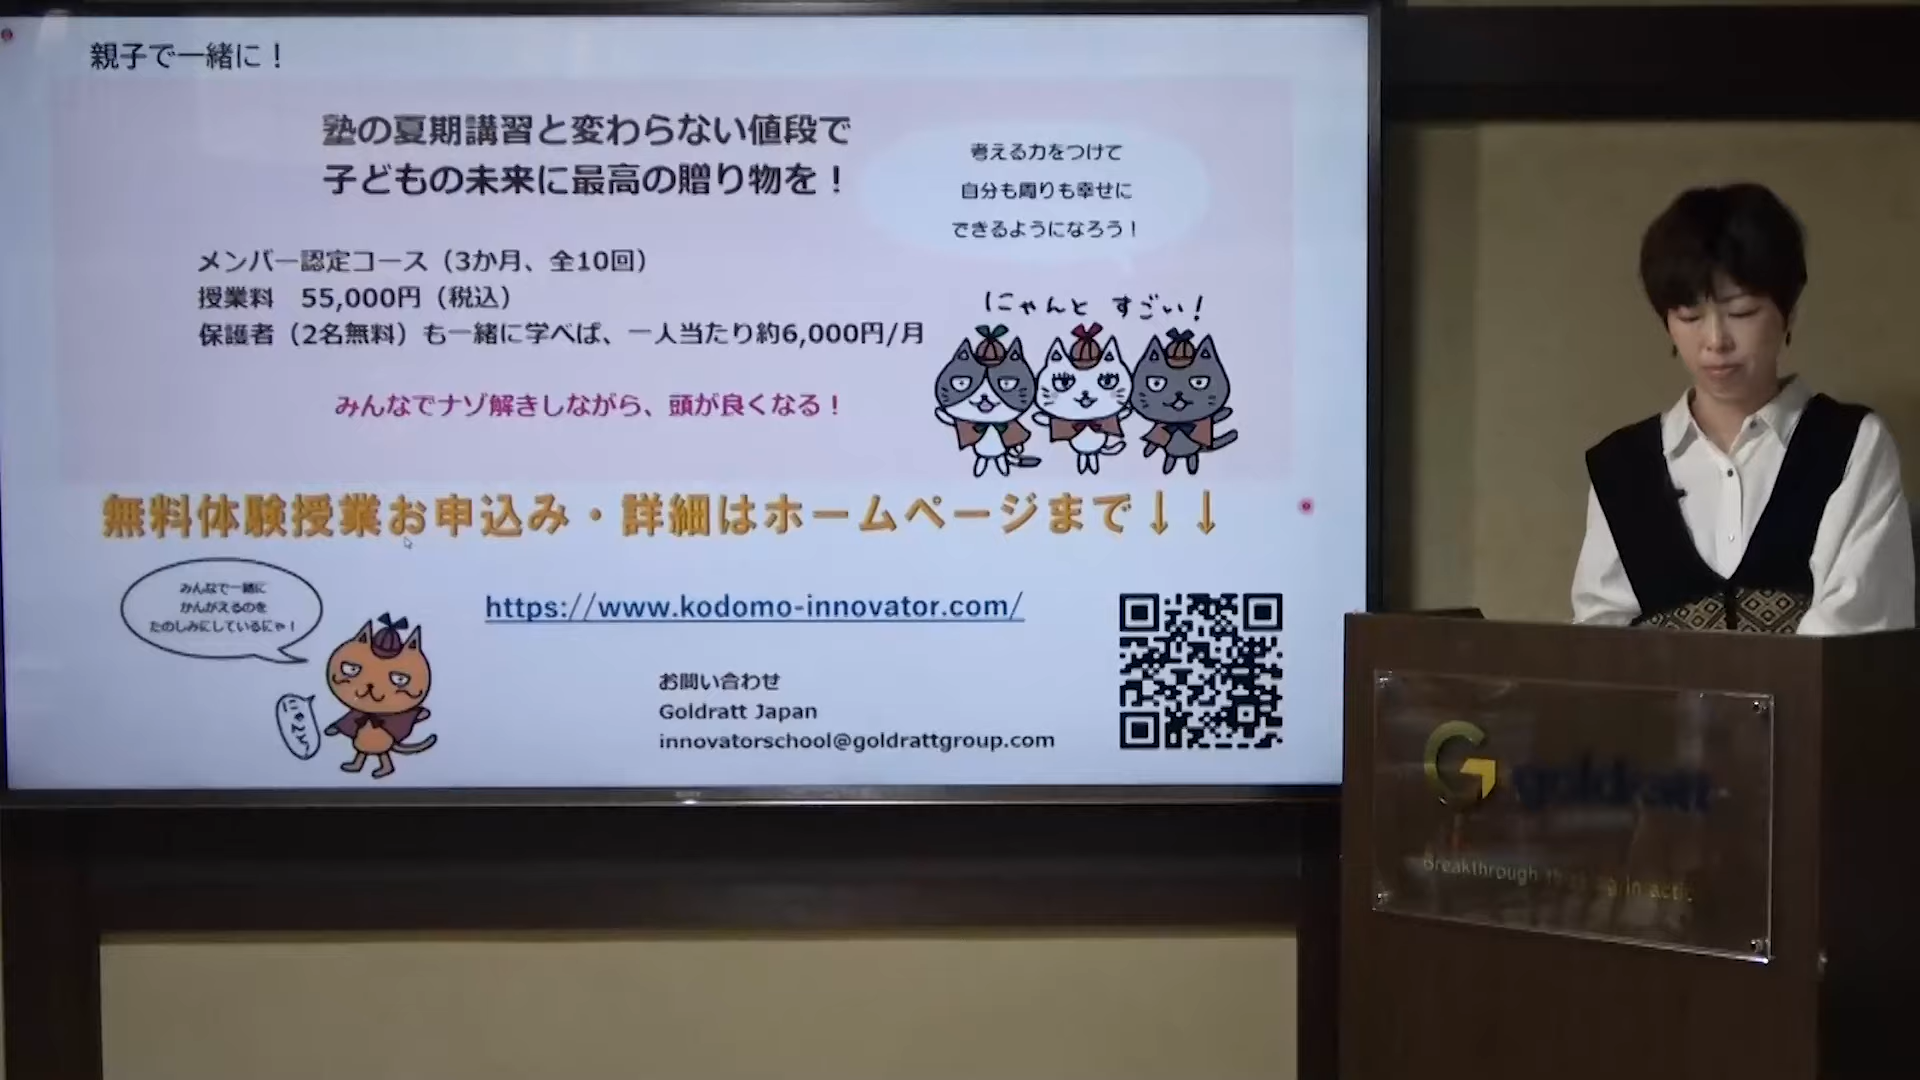 親子で一緒に！
塾の夏期講習と変わらない値段で
子どもの未来に最高の贈り物を！
考える力をつけて
自分も周りも幸せに
できるようになろう！
メンバー認定コース（3か月、全10回）
授業料　55,000円（税込）
保護者（2名無料）も一緒に学べば、一人当たり約6,000円/月
にゃんと すごい！
みんなでナゾ解きしながら、頭が良くなる！
無料体験授業お申込み・詳細はホームページまで↓↓
みんなで一緒に
かんがえるのを
たのしみにしているにゃ！
にゃんと
https://www.kodomo-innovator.com/
お問い合わせ
Goldratt Japan
innovatorschool@goldrattgroup.com
goldratt
Breakthrough in